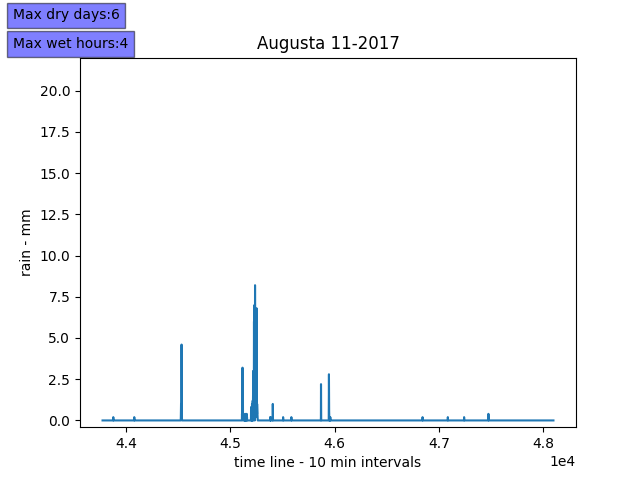 Max dry days:6
Max wet hours:4
Augusta 11-2017
rain - mm
20.0
17.5
15.0
12.5
10.0
7.5
5.0
2.5
0.0
4.4 4.5 4.6 4.7 4.8
1e4
time line - 10 min intervals